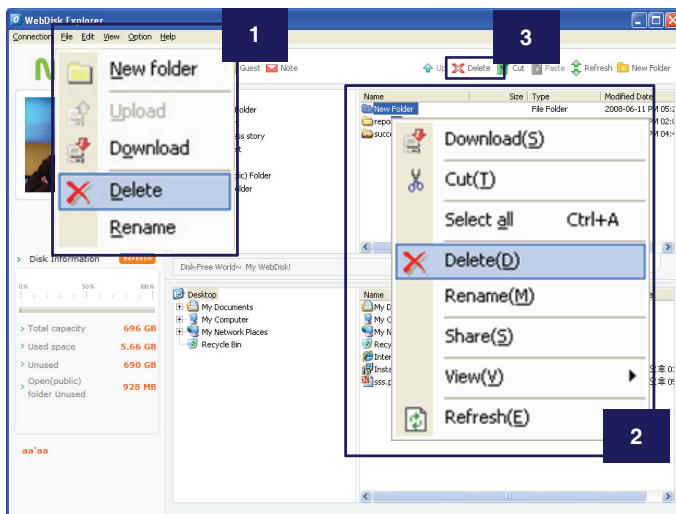 WebDisk Explorer
Connection File Edit View Option Help
1
3
N
Guest Note
Up Delete Cut Paste Refresh New Folder
New folder
Upload
Download
Delete
Rename
Name Size Type Modified Date
New Folder File Folder 2008-06-11
2
Download(S)
Cut(T)
Select all Ctrl+A
Delete(D)
Rename(M)
Share(S)
View(V)
Refresh(E)
Disk Information REFRESH
0% 50% 100%
Total capacity 696 GB
Used space 5.66 GB
Unused 690 GB
Open(public) 928 MB
folder Unused
aa'aa
Disk-Free World~ My WebDisk!
Desktop
My Documents
My Computer
My Network Places
Recycle Bin
Name